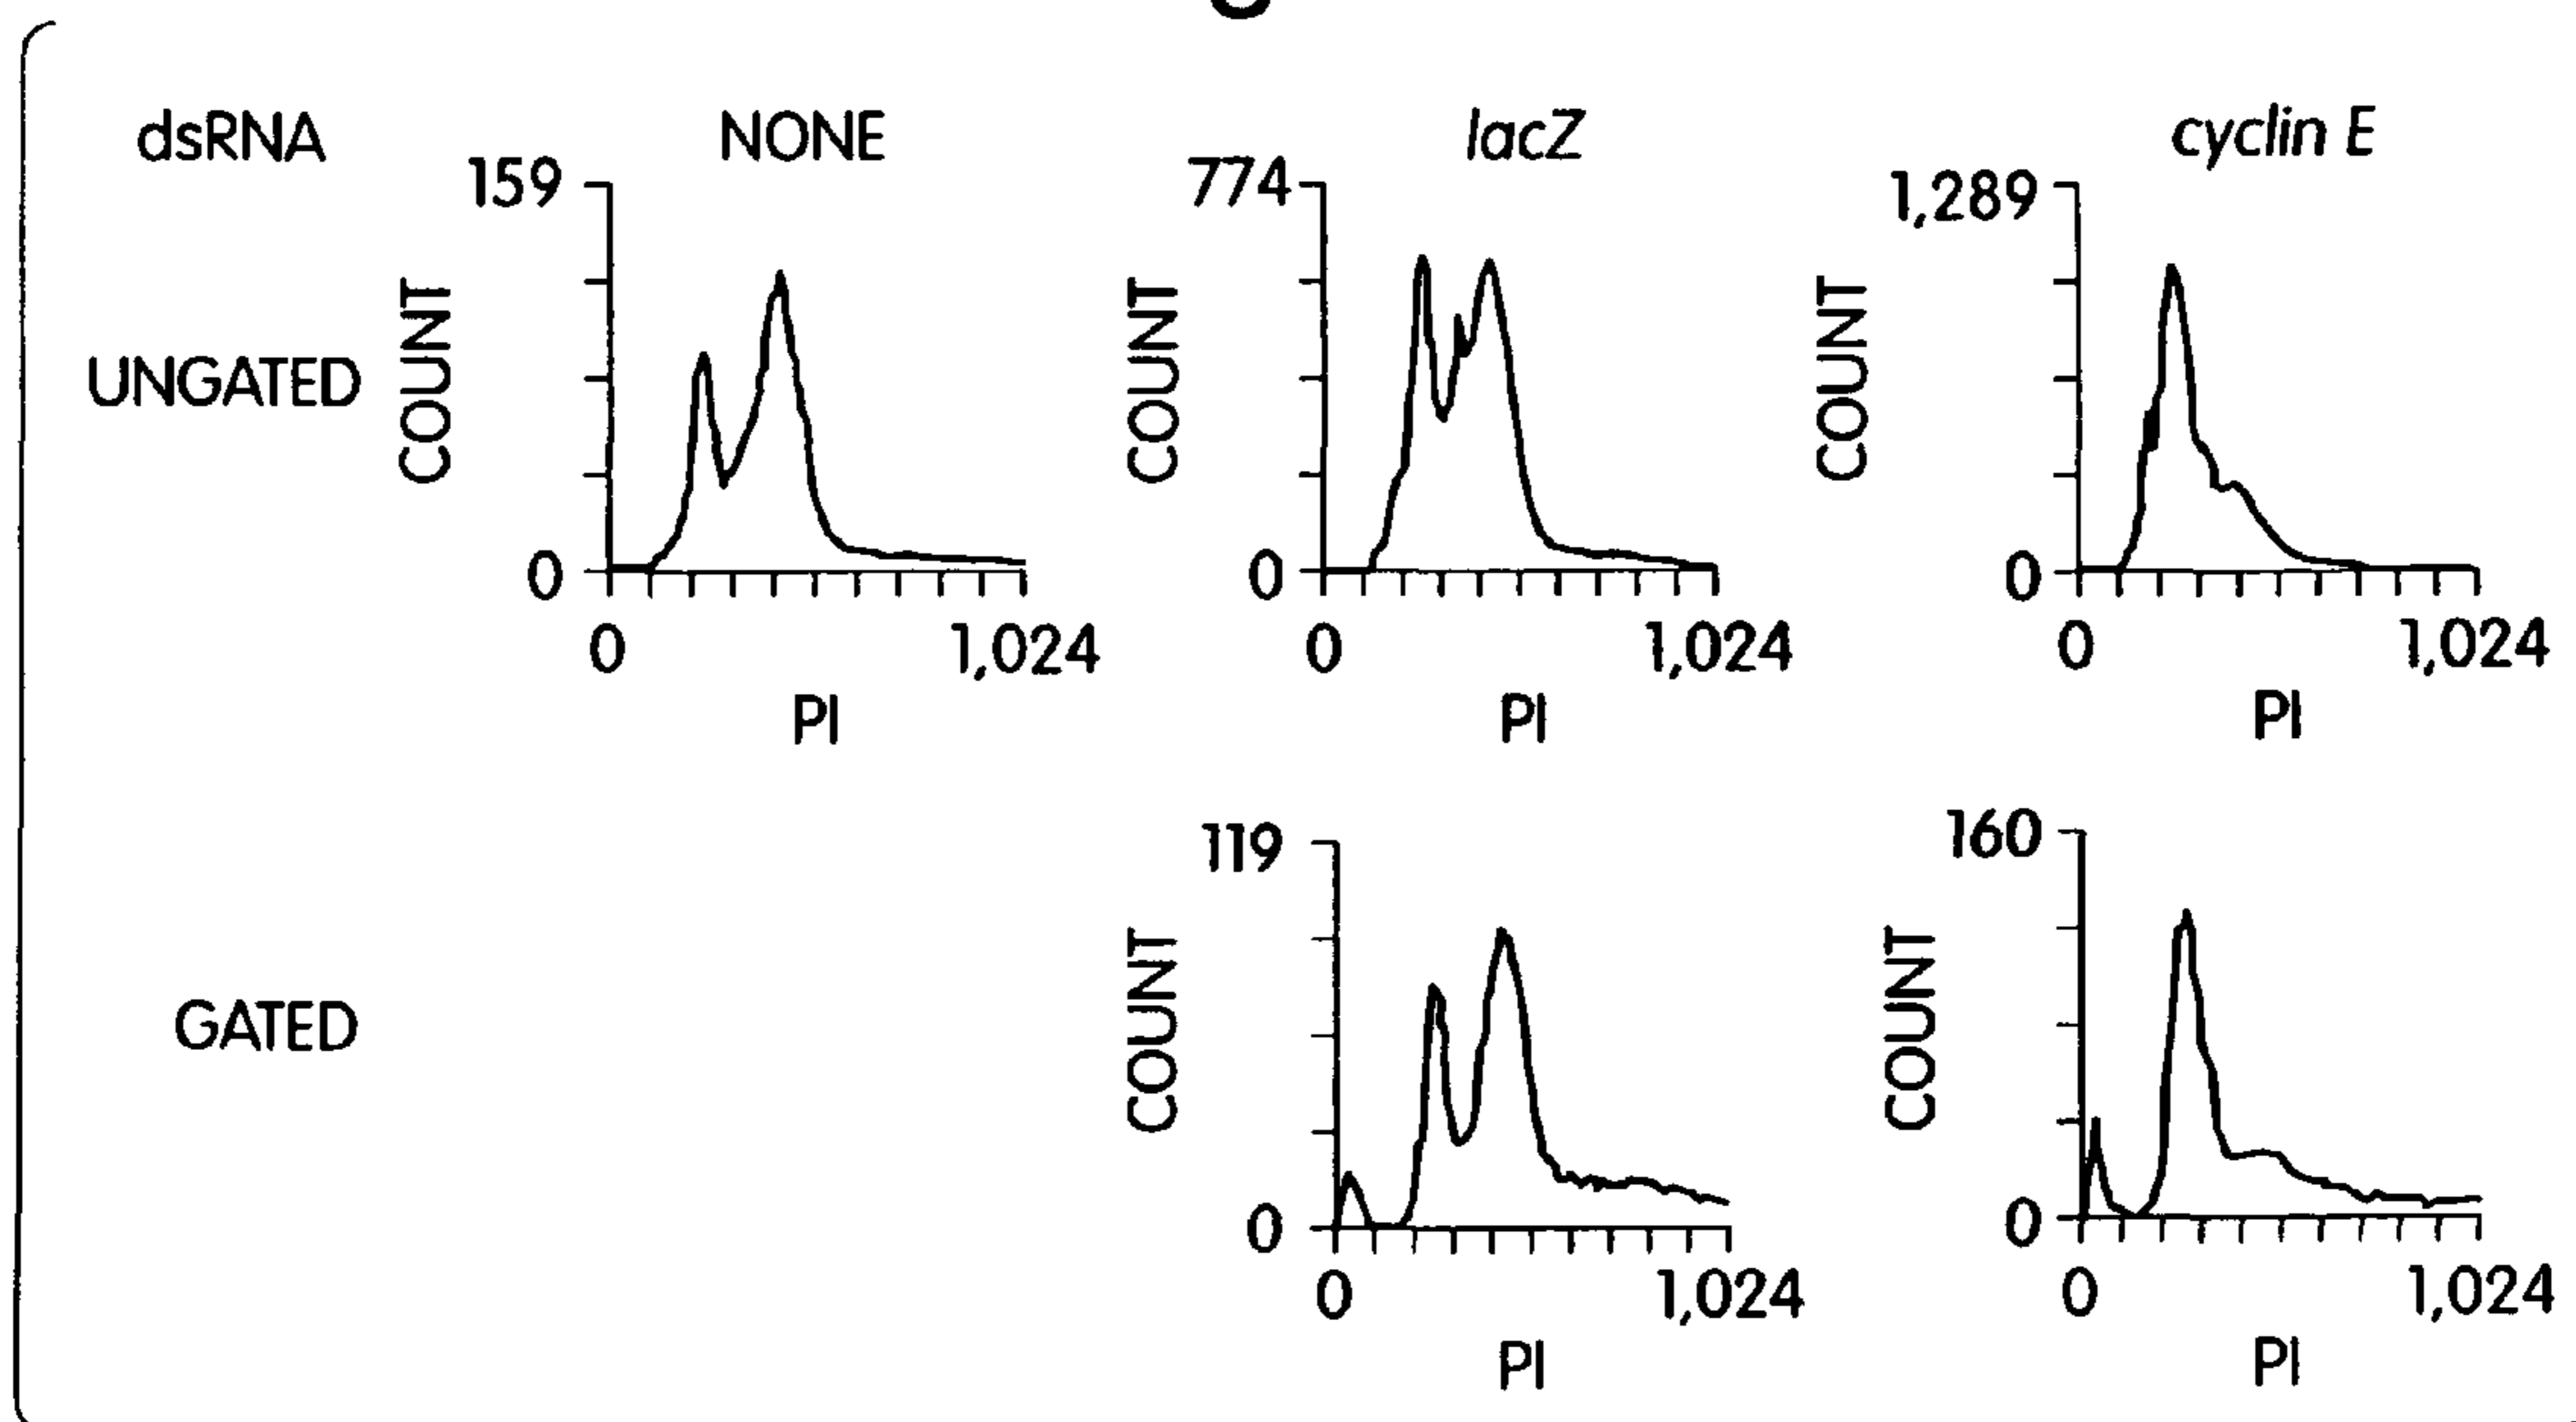 dsRNA NONE lacZ cyclin E
159 774 1,289
UNGATED COUNT COUNT COUNT
0 0 0
0 1,024 0 1,024 0 1,024
PI PI PI
119 160
GATED COUNT COUNT
0 0
0 1,024 0 1,024
PI PI